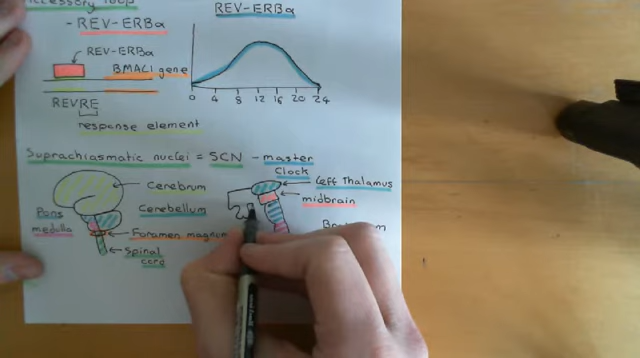 Accessory loop
- REV-ERBα
REV-ERBα
REV-ERBα
BMAL1 gene
0 4 8 12 16 20 24
REVRE
response element
Suprachiasmatic nuclei = SCN - master
Clock
Cerebrum
Left Thalamus
midbrain
Pons
Cerebellum
medulla
Foramen magnum
Spinal
cord